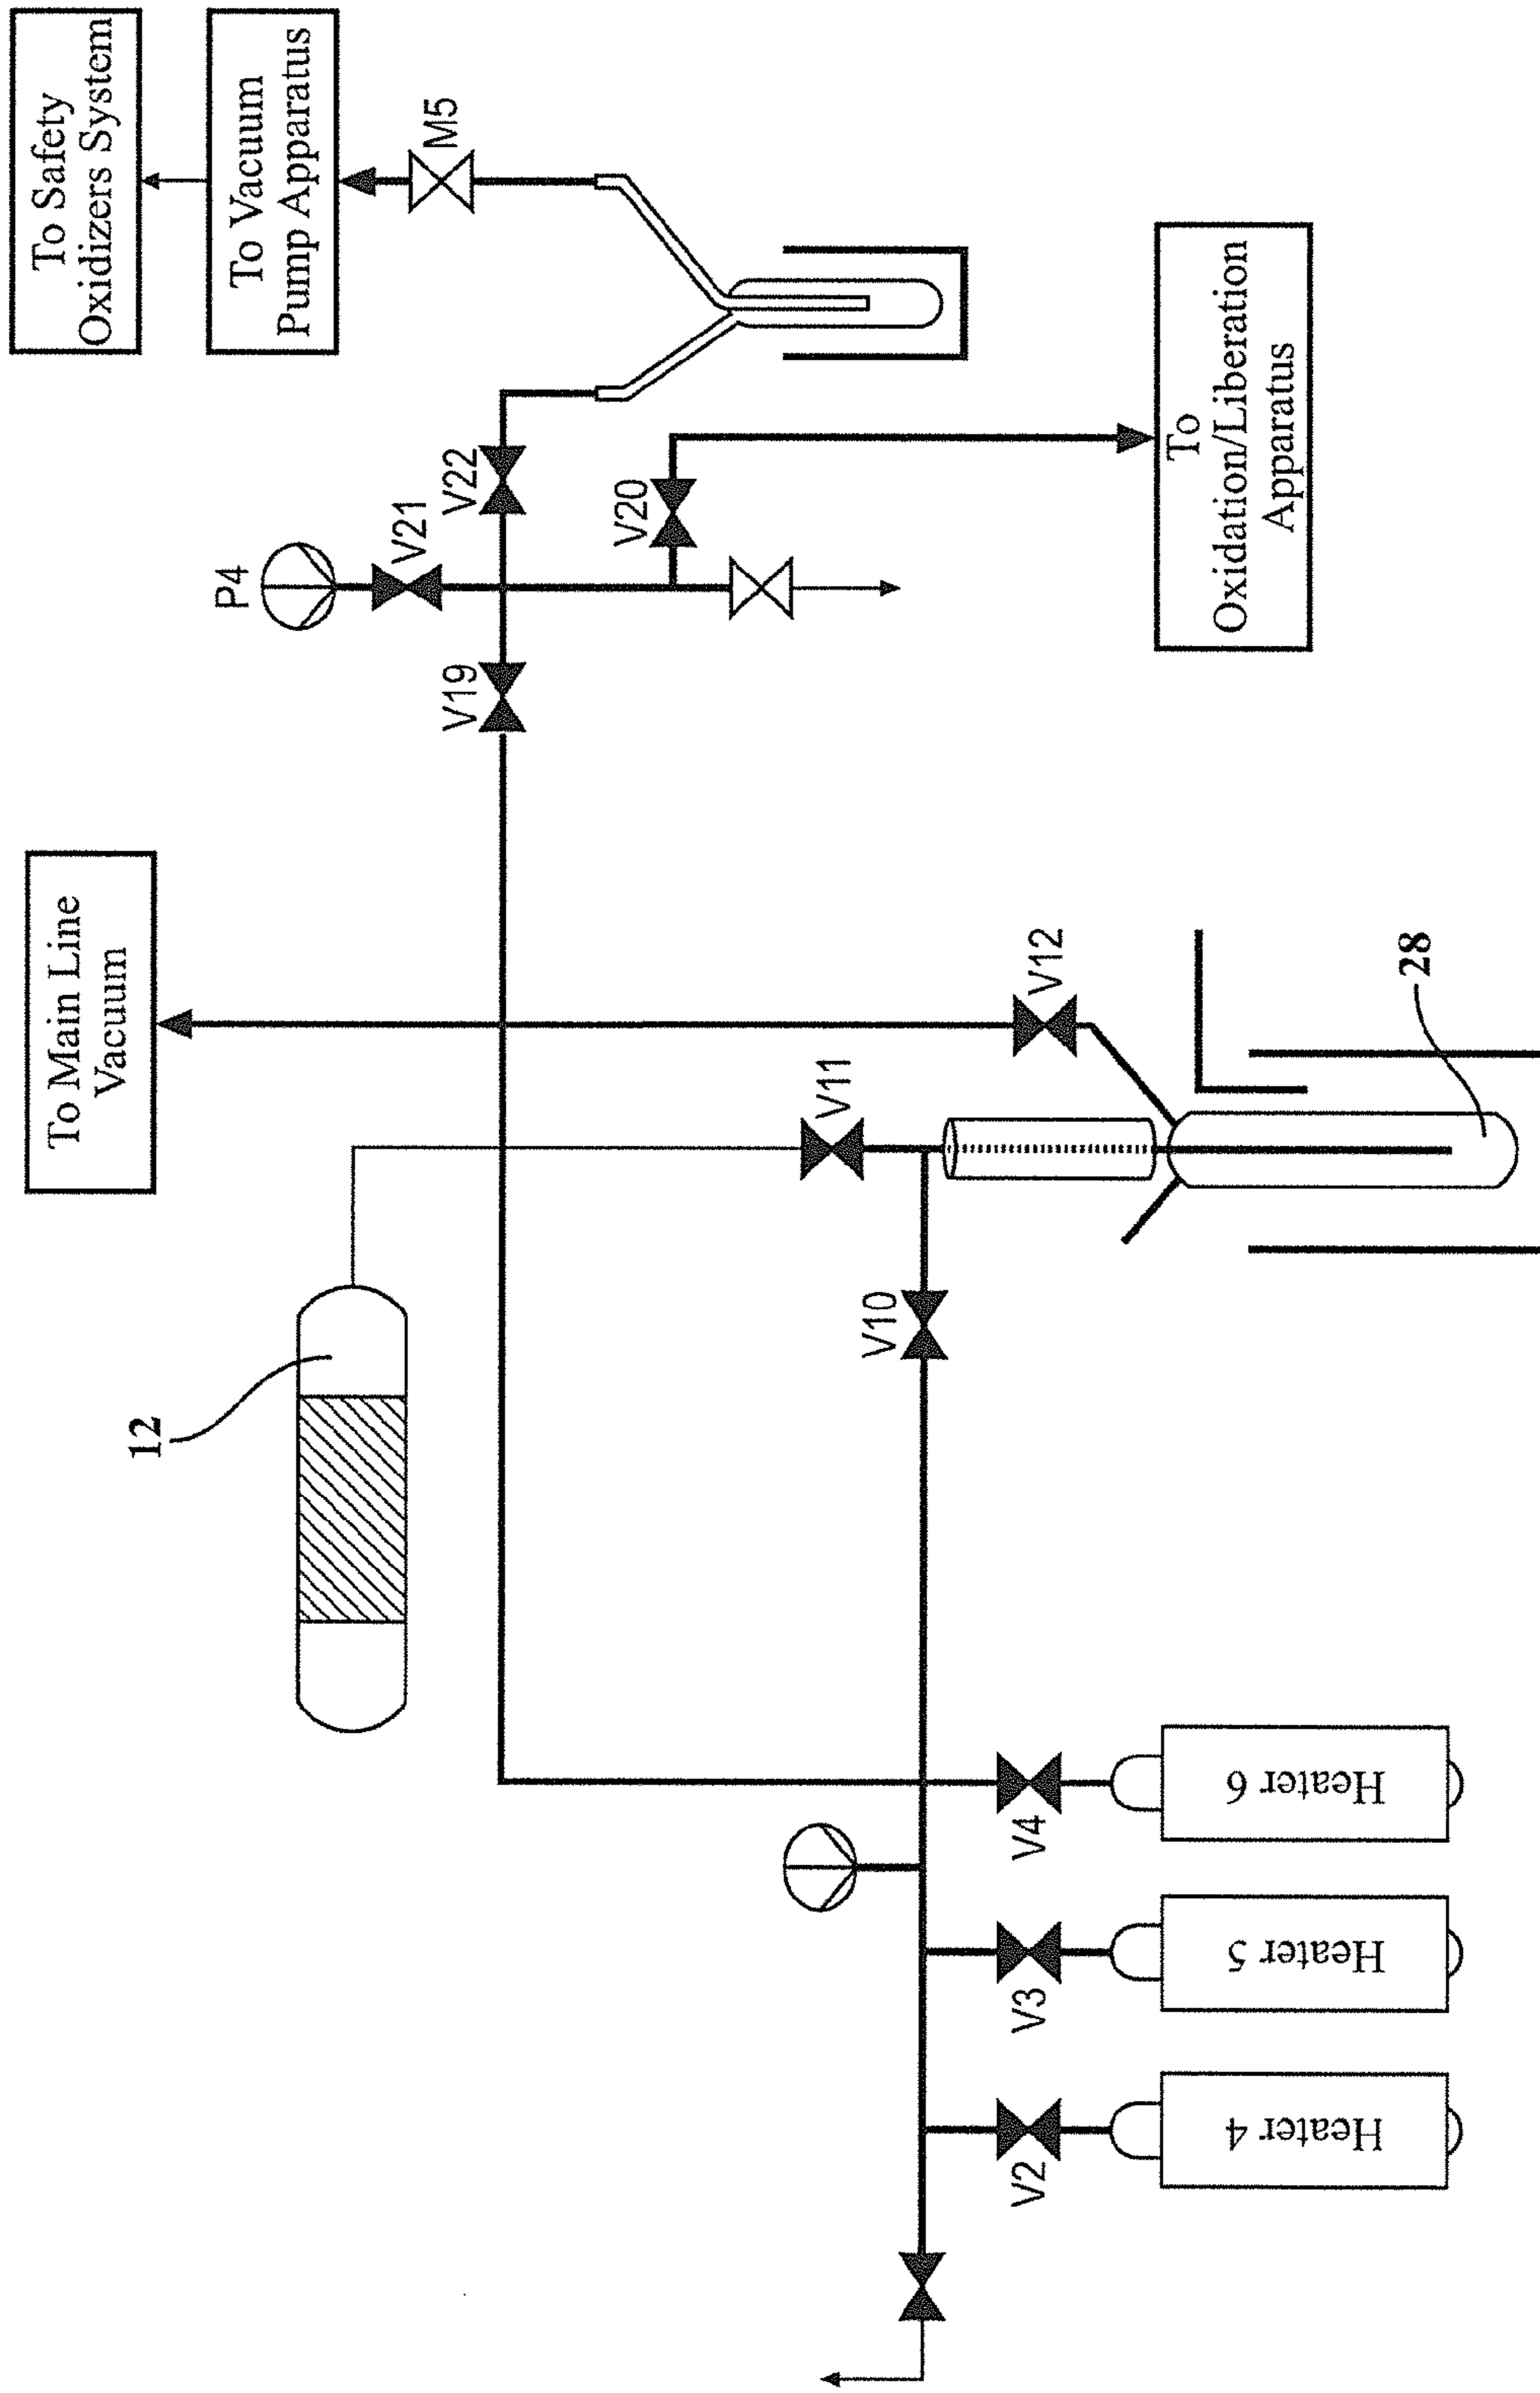 To Safety
Oxidizers System
To Vacuum
Pump Apparatus
M5
P4
V21
V22
V20
V19
To
Oxidation/Liberation
Apparatus
To Main Line
Vacuum
V12
V11
28
V10
12
V4
Heater 6
V3
Heater 5
V2
Heater 4